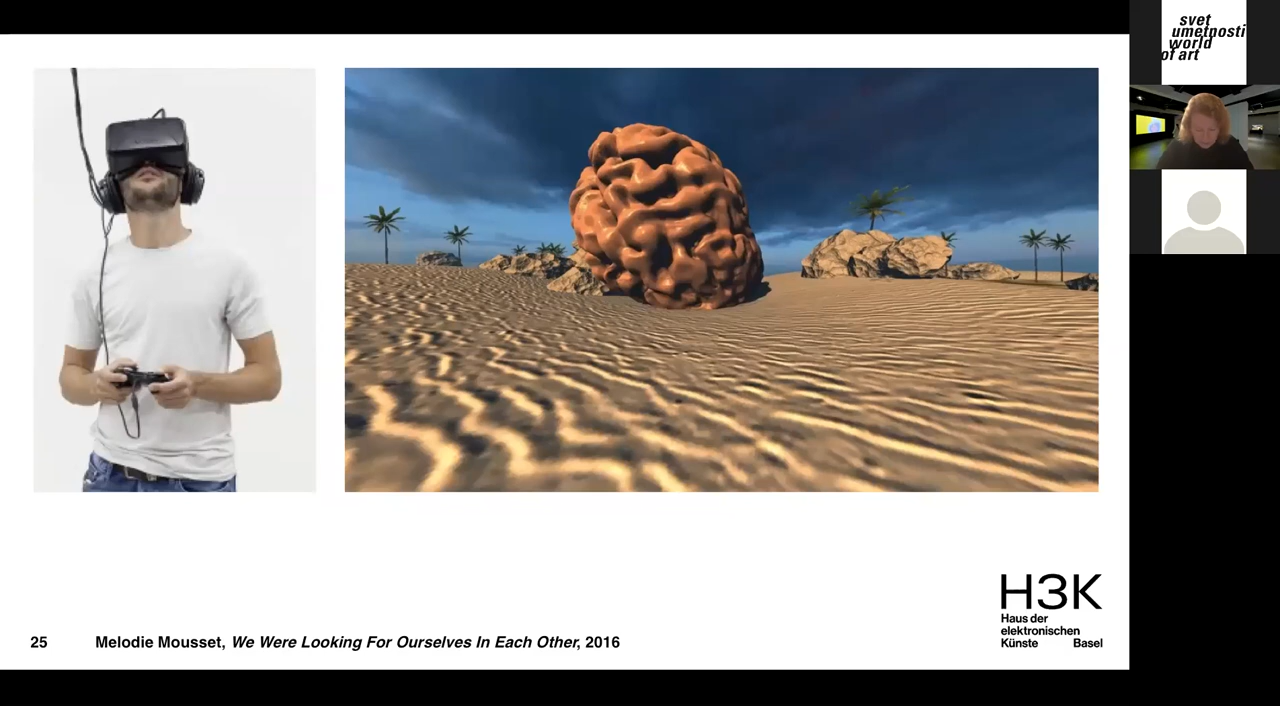 svet
umetnosti
world
of art
H3K
Haus der
elektronischen
Künste Basel
25 Melodie Mousset, We Were Looking For Ourselves In Each Other, 2016